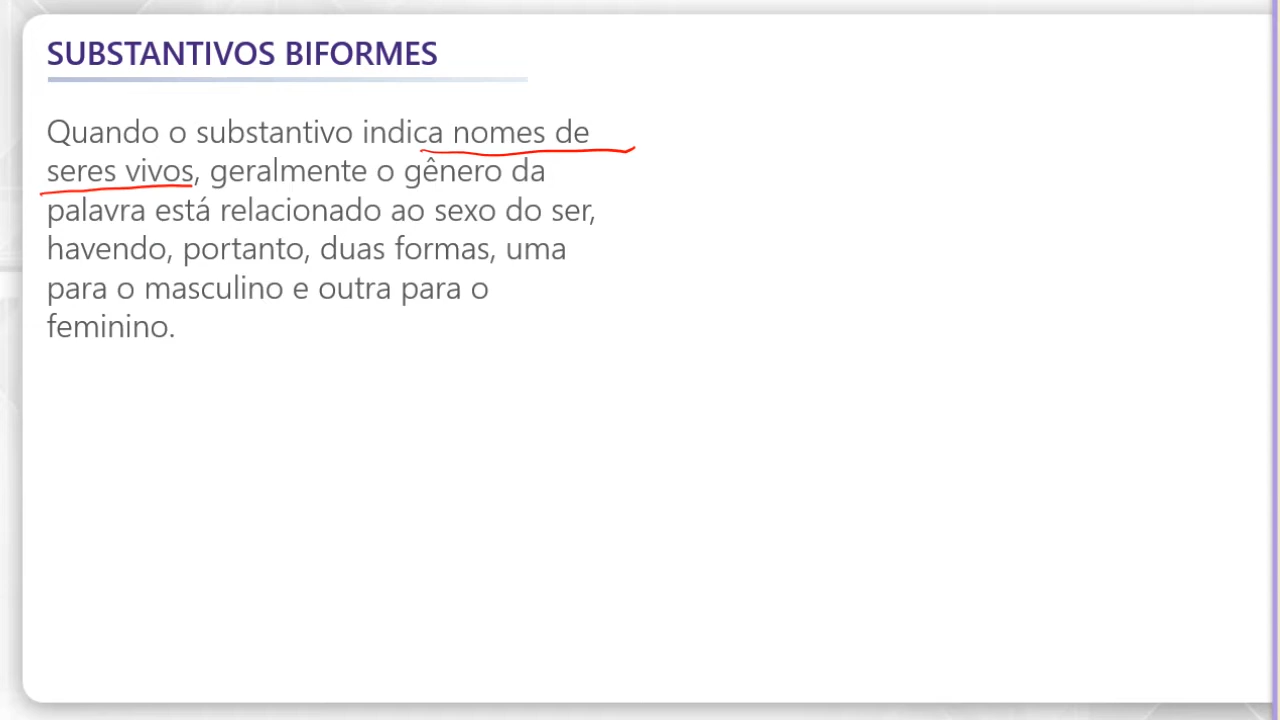 SUBSTANTIVOS BIFORMES
Quando o substantivo indica nomes de
seres vivos, geralmente o gênero da
palavra está relacionado ao sexo do ser,
havendo, portanto, duas formas, uma
para o masculino e outra para o
feminino.